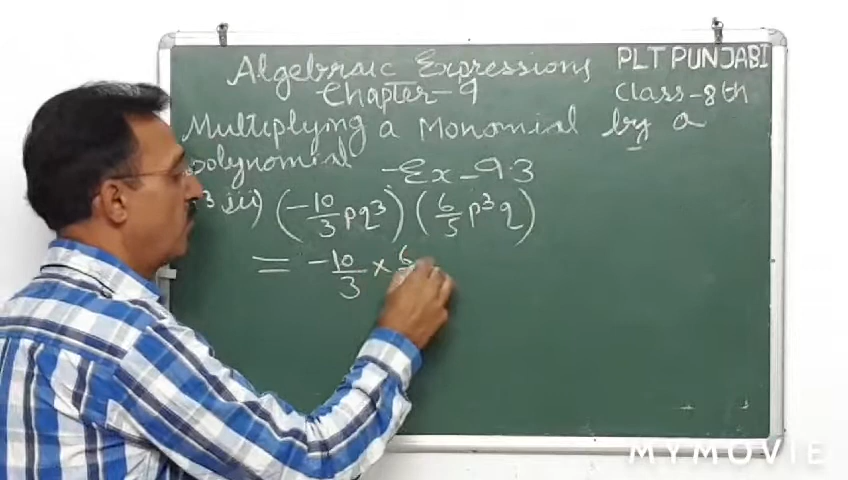 Algebraic Expressions PLT PUNJABI
Chapter-9 Class-8th
Multiplying a Monomial by a
polynomial -Ex-9.3
3 iii) (-10/3 pq³) (6/5 p³q)
= -10/3 × 6
MYMOVIE